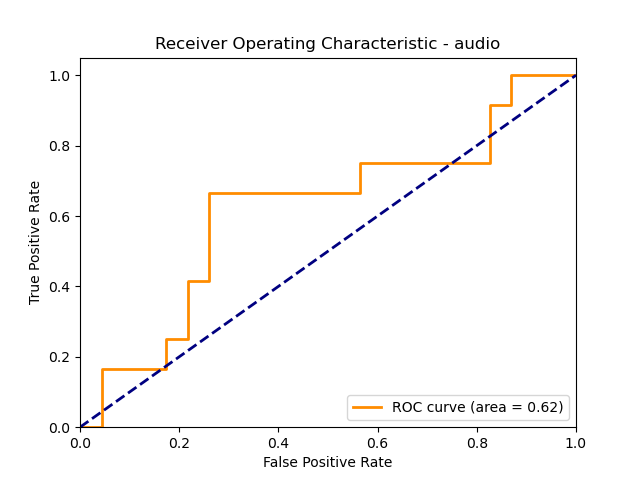 Receiver Operating Characteristic - audio
1.0
0.8
0.6
0.4
0.2
0.0
True Positive Rate
ROC curve (area = 0.62)
0.0 0.2 0.4 0.6 0.8 1.0
False Positive Rate